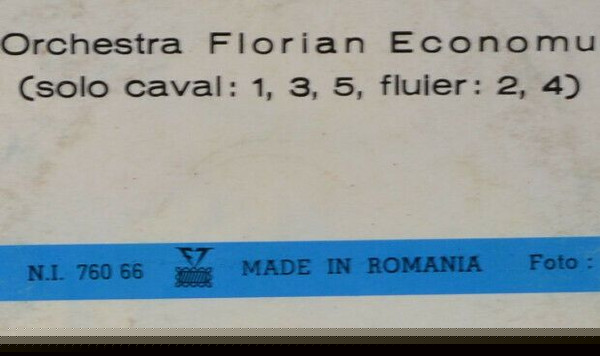 Orchestra Florian Economu
(solo caval: 1, 3, 5, fluier: 2, 4)
N.I. 760 66 MADE IN ROMANIA Foto: